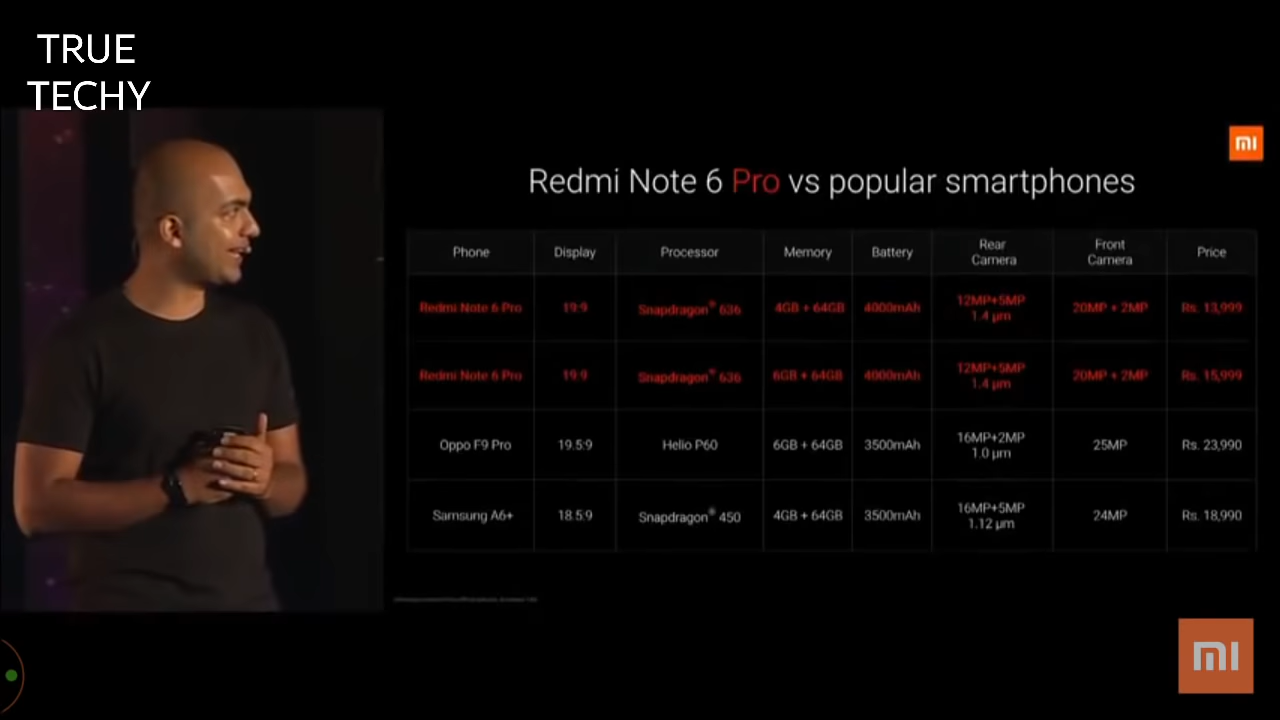 TRUE
TECHY
mi
Redmi Note 6 Pro vs popular smartphones
Phone Display Processor Memory Battery Rear Camera Front Camera Price
Redmi Note 6 Pro 19:9 Snapdragon® 636 4GB + 64GB 4000mAh 12MP+5MP 1.4 µm 20MP + 2MP Rs. 13,999
Redmi Note 6 Pro 19:9 Snapdragon® 636 6GB + 64GB 4000mAh 12MP+5MP 1.4 µm 20MP + 2MP Rs. 15,999
Oppo F9 Pro 19.5:9 Helio P60 6GB + 64GB 3500mAh 16MP+2MP 1.0 µm 25MP Rs. 23,990
Samsung A6+ 18.5:9 Snapdragon® 450 4GB + 64GB 3500mAh 16MP+5MP 1.12 µm 24MP Rs. 18,990
mi